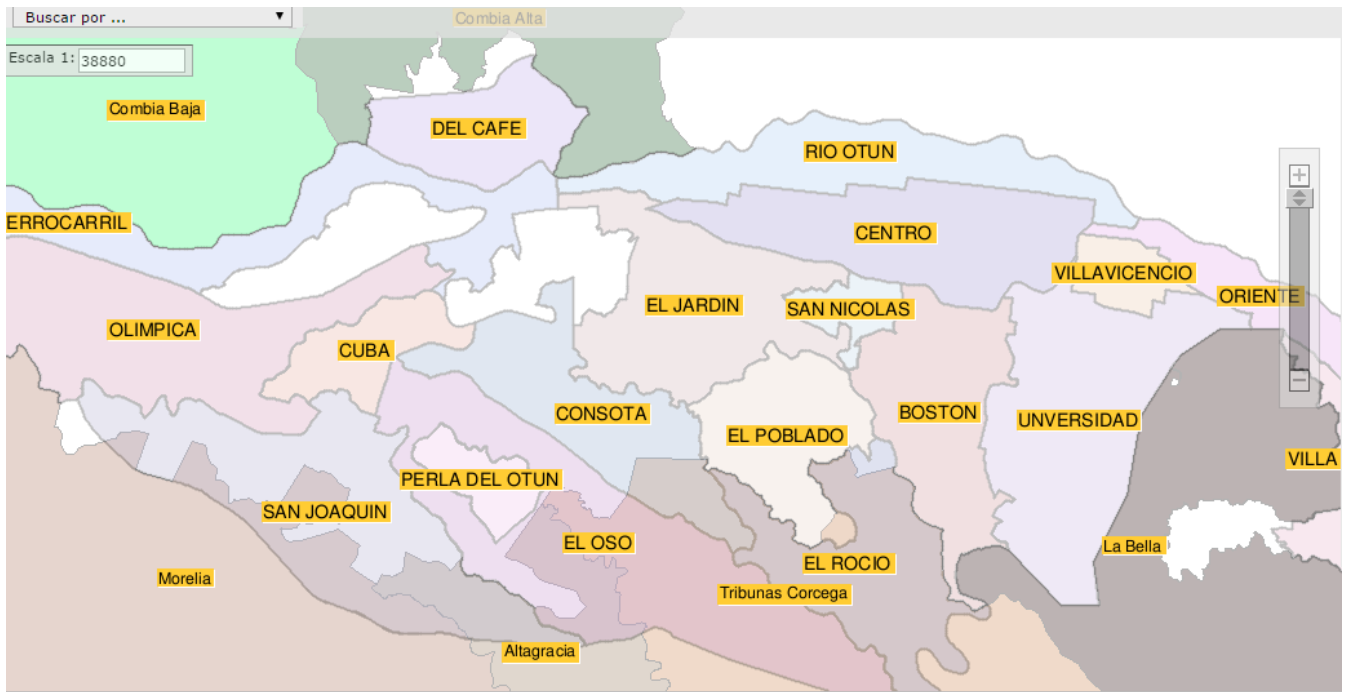 Buscar por ...
Combia Alta
Escala 1: 38880
Combia Baja
DEL CAFE
RIO OTUN
ERROCARRIL
CENTRO
VILLAVICENCIO
ORIENTE
EL JARDIN
SAN NICOLAS
OLIMPICA
CUBA
CONSOTA
BOSTON
UNVERSIDAD
EL POBLADO
VILLA
PERLA DEL OTUN
SAN JOAQUIN
EL OSO
La Bella
EL ROCIO
Morelia
Tribunas Corcega
Altagracia